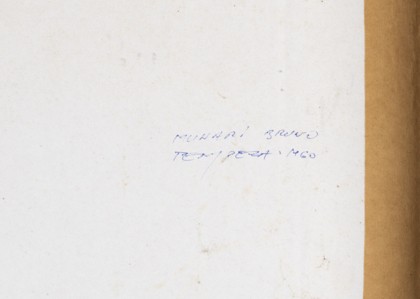 MUNARI BRUNO
TEMPERA · 1960